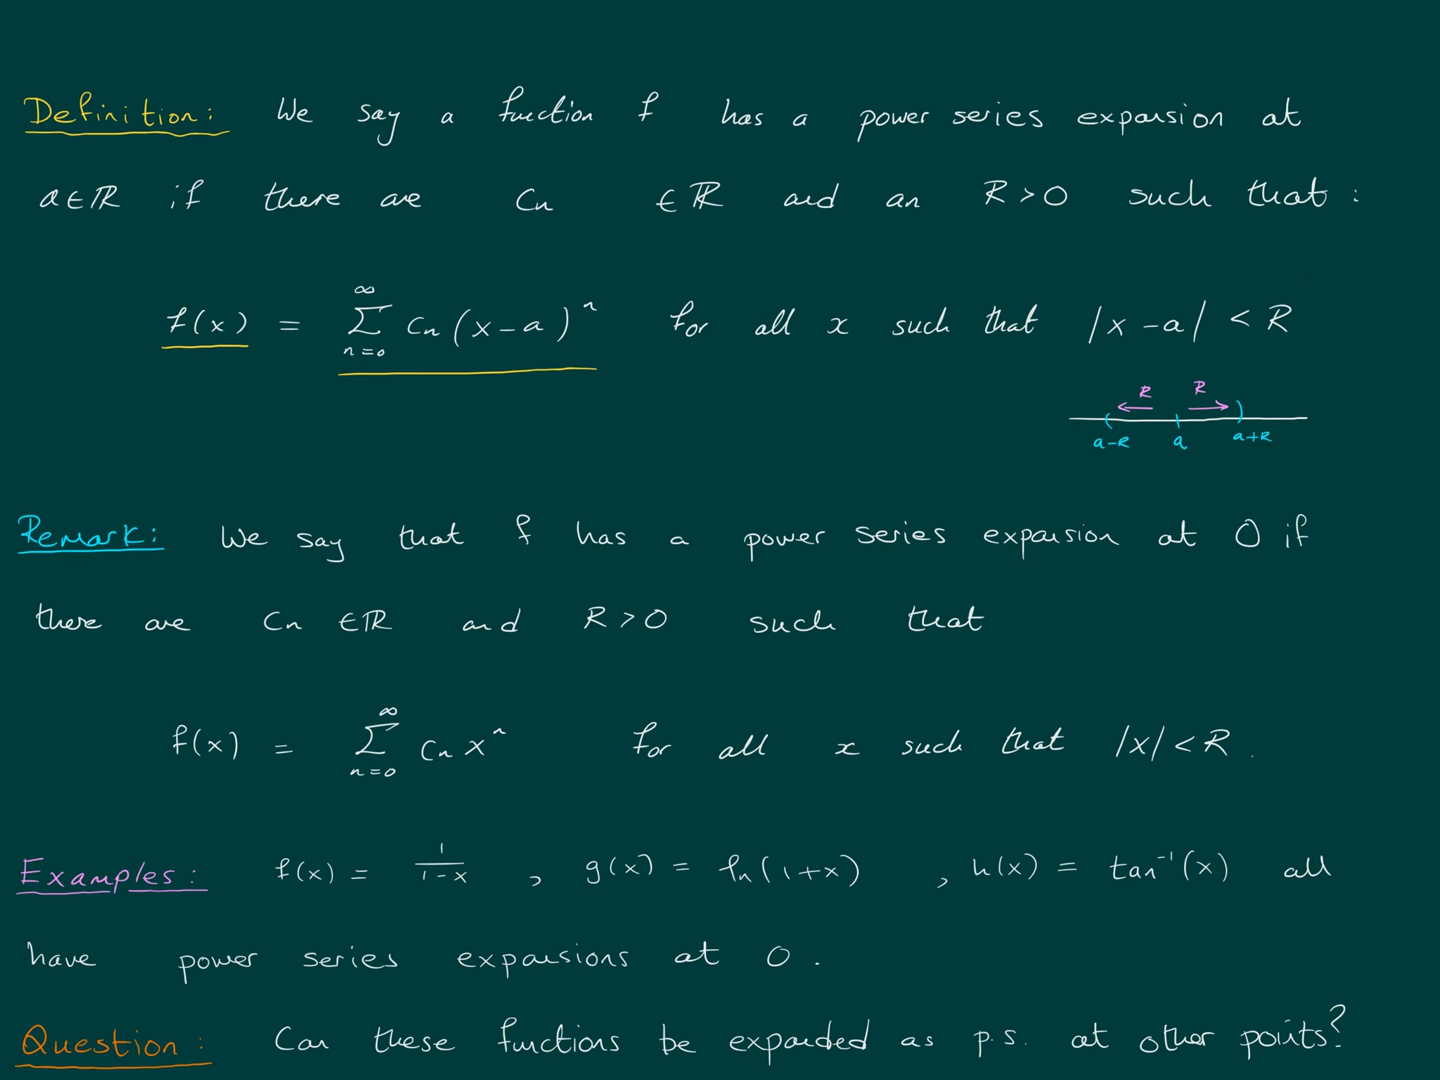 Definition: We say a function f has a power series expansion at
a∈ℝ if there are cn ∈ℝ and an R>0 such that:
f(x) = ∑_{n=0}^{∞} cn(x-a)^n for all x such that |x-a| < R
R R
a-R a a+R
Remark: We say that f has a power series expansion at 0 if
there are cn ∈ℝ and R>0 such that
f(x) = ∑_{n=0}^{∞} cn x^n for all x such that |x|<R.
Examples: f(x) = 1/(1-x), g(x) = ln(1+x), h(x) = tan^{-1}(x) all
have power series expansions at 0.
Question: Can these functions be expanded as p.s. at other points?